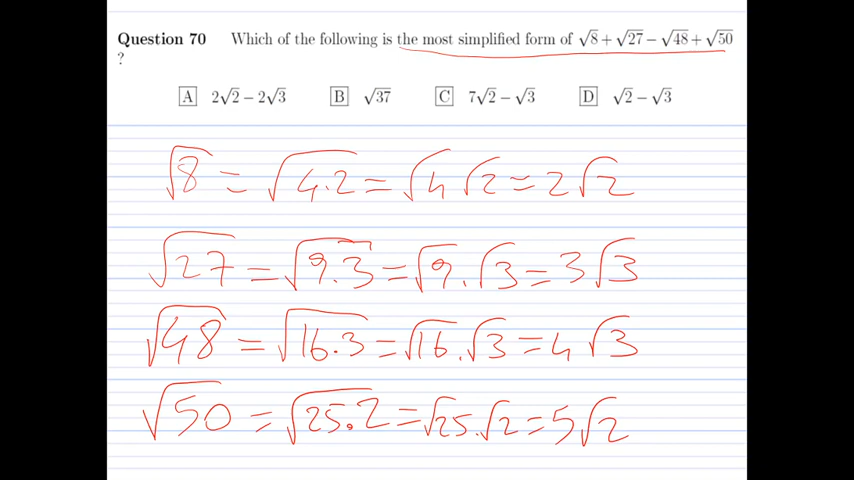 Question 70 Which of the following is the most simplified form of √8 + √27 − √48 + √50
?
A 2√2 − 2√3 B √37 C 7√2 − √3 D √2 − √3
√8 = √4.2 = √4 √2 = 2√2
√27 = √9.3 = √9.√3 = 3√3
√48 = √16.3 = √16.√3 = 4√3
√50 = √25.2 = √25.√2 = 5√2